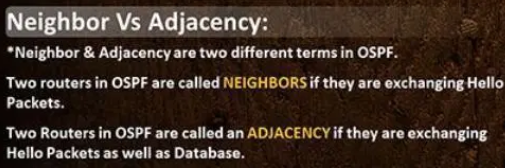 Neighbor Vs Adjacency:
*Neighbor & Adjacency are two different terms in OSPF.
Two routers in OSPF are called NEIGHBORS if they are exchanging Hello
Packets.
Two Routers in OSPF are called an ADJACENCY if they are exchanging
Hello Packets as well as Database.